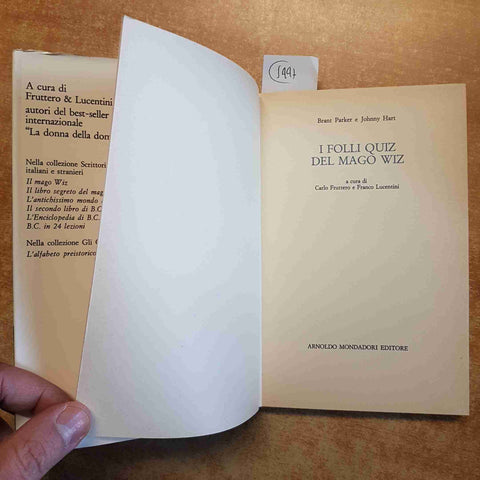 A cura di
Fruttero & Lucentini
autori del best-seller
internazionale
"La donna della
Nella collezione Scrittori
italiani e stranieri
Il mago Wiz
Il libro segreto del
L'antichissimo mondo
Il secondo libro di B.C.
L'Enciclopedia di B.C.
B.C. in 24 lezioni
Nella collezione Gli
L'alfabeto preistorico
Brant Parker e Johnny Hart
I FOLLI QUIZ
DEL MAGO WIZ
a cura di
Carlo Fruttero e Franco Lucentini
ARNOLDO MONDADORI EDITORE